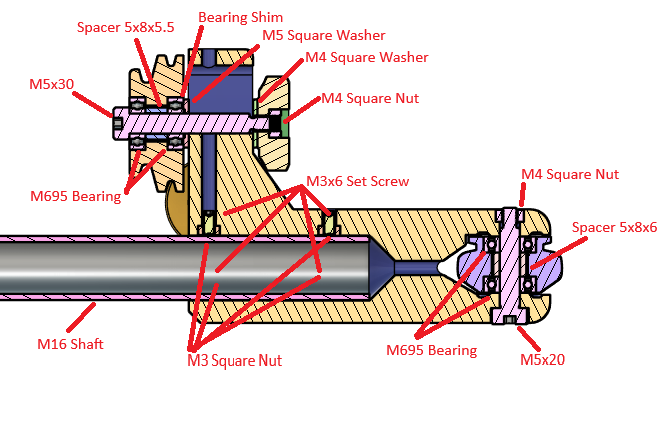 Bearing Shim
Spacer 5x8x5.5
M5 Square Washer
M4 Square Washer
M5x30
M4 Square Nut
M695 Bearing
M3x6 Set Screw
M4 Square Nut
Spacer 5x8x6
M16 Shaft
M3 Square Nut
M695 Bearing
M5x20